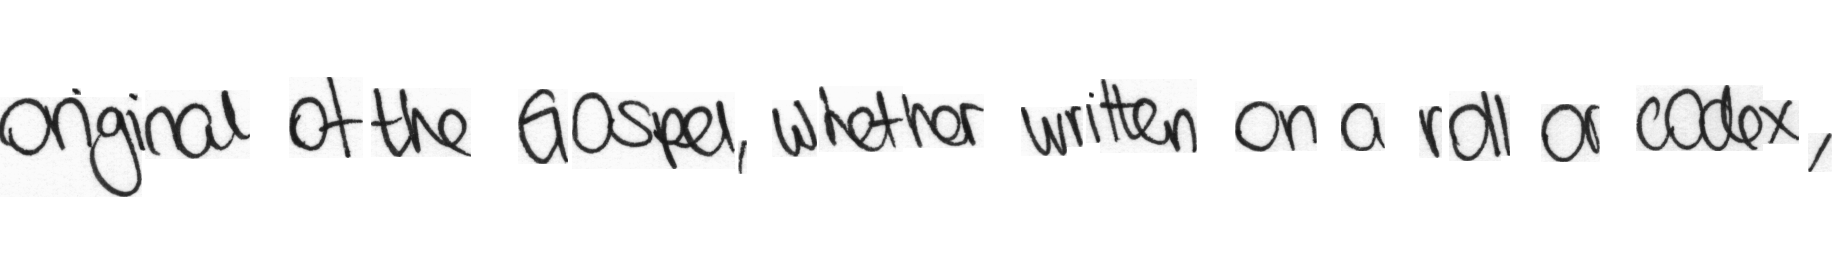 original of the Gospel, whether written on a roll or codex,